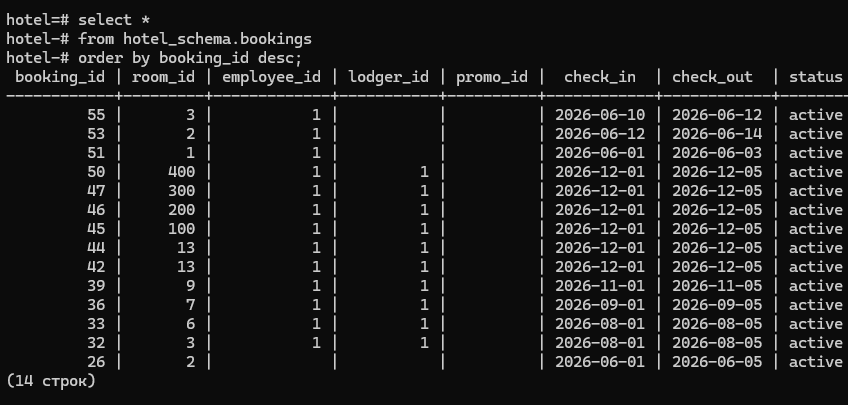 hotel=# select *
hotel-# from hotel_schema.bookings
hotel-# order by booking_id desc;
 booking_id | room_id | employee_id | lodger_id | promo_id |  check_in  | check_out  | status
------------+---------+-------------+-----------+----------+------------+------------+--------
         55 |       3 |           1 |           |          | 2026-06-10 | 2026-06-12 | active
         53 |       2 |           1 |           |          | 2026-06-12 | 2026-06-14 | active
         51 |       1 |           1 |           |          | 2026-06-01 | 2026-06-03 | active
         50 |     400 |           1 |         1 |          | 2026-12-01 | 2026-12-05 | active
         47 |     300 |           1 |         1 |          | 2026-12-01 | 2026-12-05 | active
         46 |     200 |           1 |         1 |          | 2026-12-01 | 2026-12-05 | active
         45 |     100 |           1 |         1 |          | 2026-12-01 | 2026-12-05 | active
         44 |      13 |           1 |         1 |          | 2026-12-01 | 2026-12-05 | active
         42 |      13 |           1 |         1 |          | 2026-12-01 | 2026-12-05 | active
         39 |       9 |           1 |         1 |          | 2026-11-01 | 2026-11-05 | active
         36 |       7 |           1 |         1 |          | 2026-09-01 | 2026-09-05 | active
         33 |       6 |           1 |         1 |          | 2026-08-01 | 2026-08-05 | active
         32 |       3 |           1 |         1 |          | 2026-08-01 | 2026-08-05 | active
         26 |       2 |             |           |          | 2026-06-01 | 2026-06-05 | active
(14 строк)